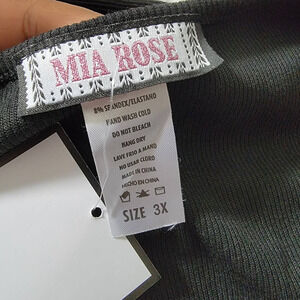 MIA ROSE
8% SPANDEX/ELASTANO
HAND WASH COLD
DO NOT BLEACH
HANG DRY
LAVE FRIO A MANO
NO USAR CLORO
MADE IN CHINA
HECHO EN CHINA
SIZE 3X